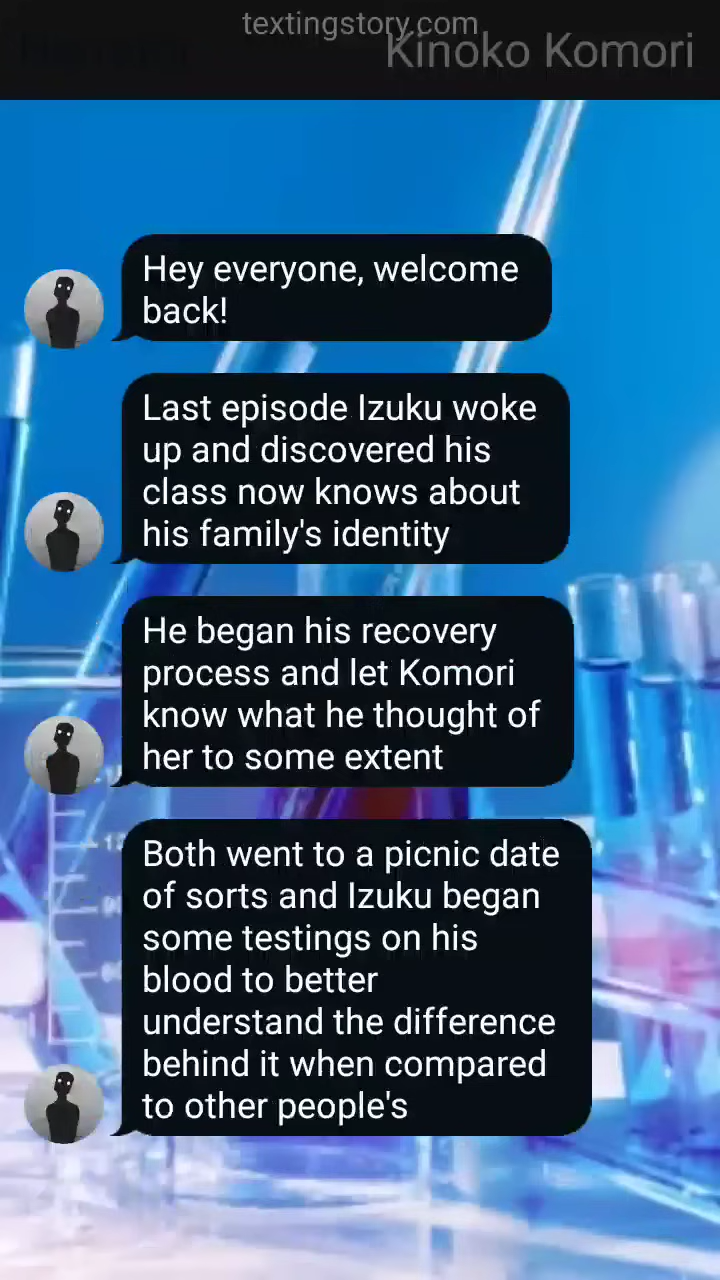 textingstory.com
Kinoko Komori
Hey everyone, welcome
back!
Last episode Izuku woke
up and discovered his
class now knows about
his family's identity
He began his recovery
process and let Komori
know what he thought of
her to some extent
Both went to a picnic date
of sorts and Izuku began
some testings on his
blood to better
understand the difference
behind it when compared
to other people's